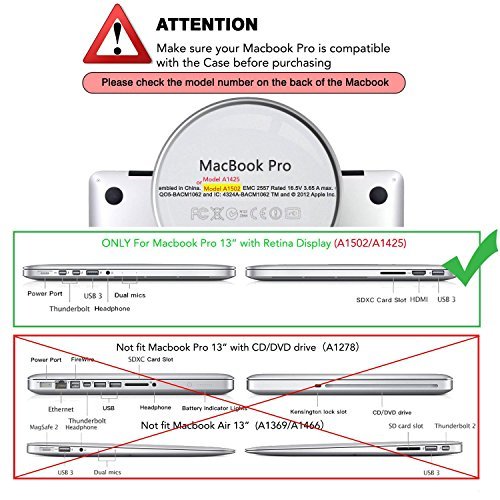 ATTENTION
Make sure your Macbook Pro is compatible
with the Case before purchasing
Please check the model number on the back of the Macbook
MacBook Pro
or Model A1425
ambled in China. Model A1502 EMC 2557 Rated 16.5V 3.65 A max.
QDS-BACM1062 and IC: 4324A-BACM1062 TM and © 2012 Apple Inc.
ONLY For Macbook Pro 13“ with Retina Display (A1502/A1425)
Power Port
Thunderbolt
USB 3
Headphone
Dual mics
SDXC Card Slot
HDMI
USB 3
Not fit Macbook Pro 13“ with CD/DVD drive (A1278)
Power Port
FireWire
SDXC Card Slot
Ethernet
Thunderbolt
USB
Headphone
Battery Indicator Lights
Kensington lock slot
CD/DVD drive
Not fit Macbook Air 13“ (A1369/A1466)
MagSafe 2
Headphone
USB 3
Dual mics
SD card slot
Thunderbolt 2
USB 3